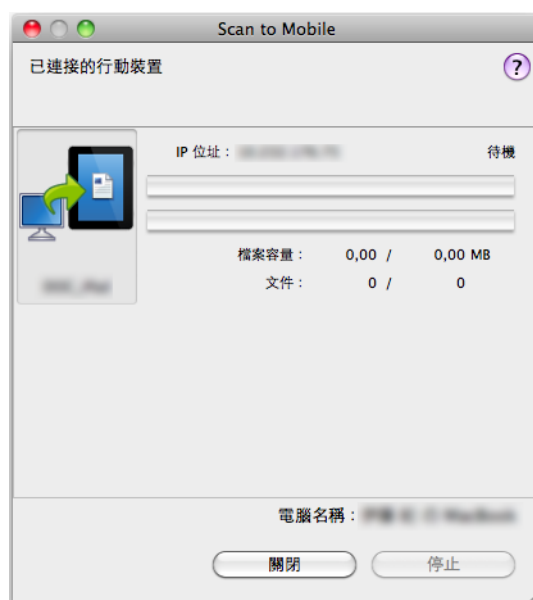 Scan to Mobile
已連接的行動裝置
?
IP 位址： 待機
檔案容量： 0,00 / 0,00 MB
文件： 0 / 0
電腦名稱：
關閉 停止